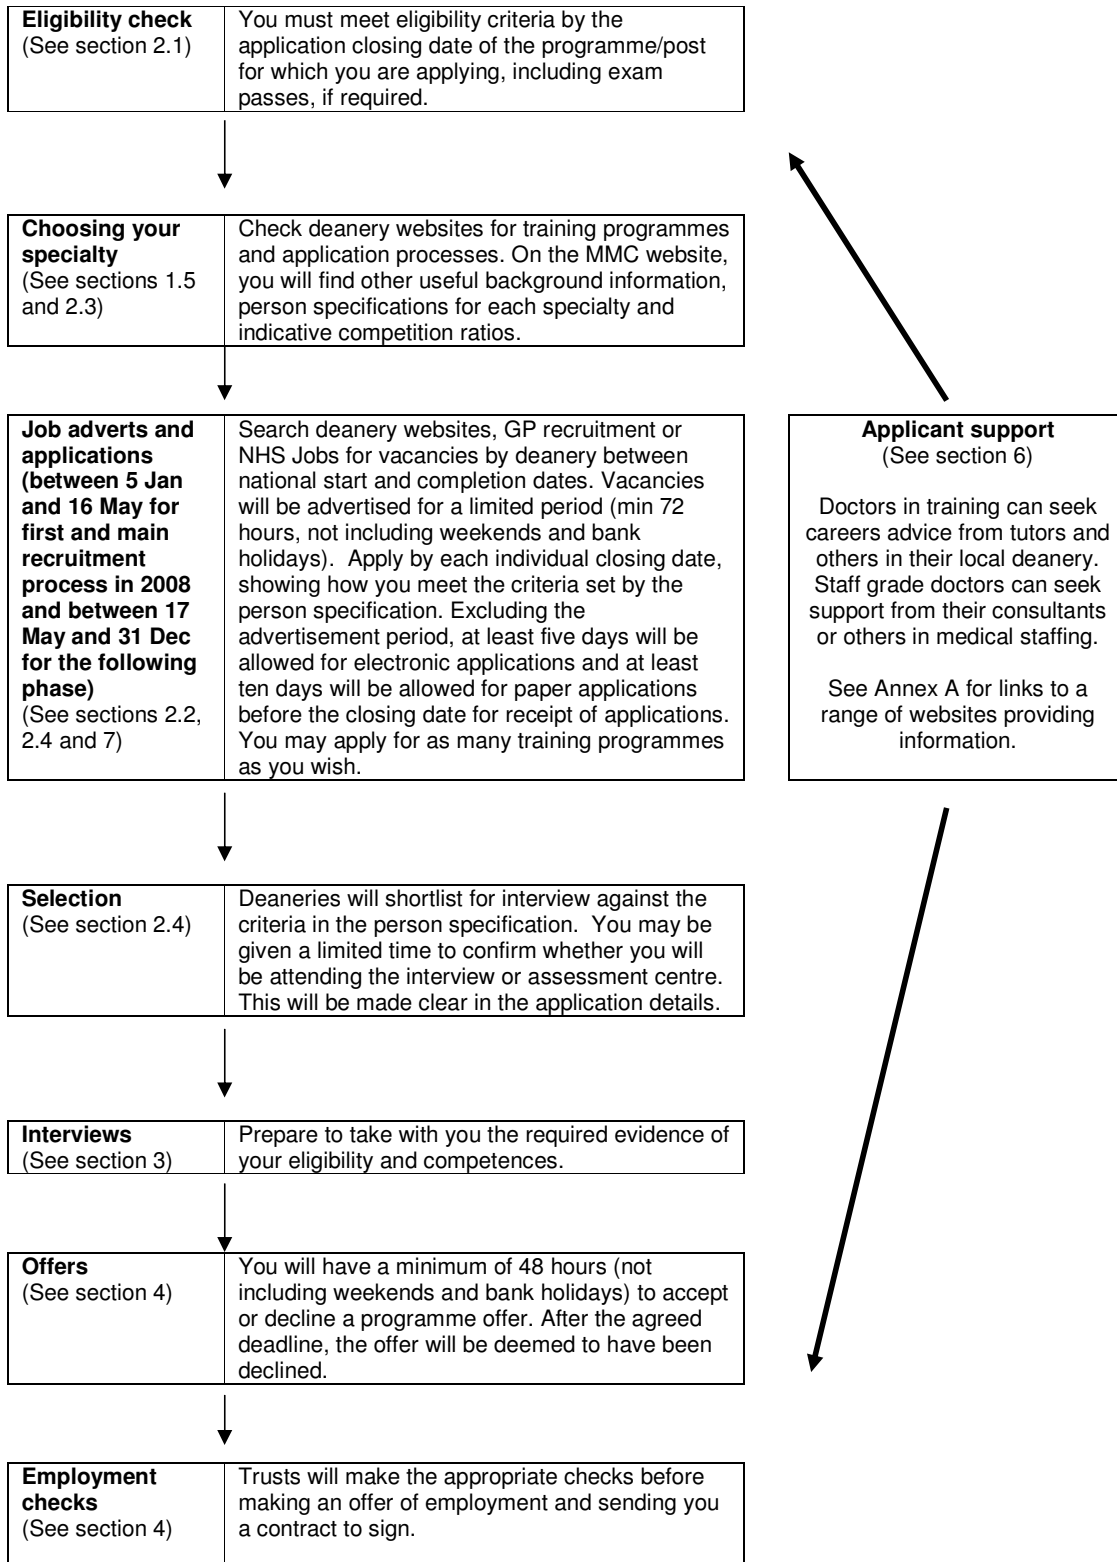 Eligibility check
(See section 2.1)
You must meet eligibility criteria by the
application closing date of the programme/post
for which you are applying, including exam
passes, if required.
Choosing your
specialty
(See sections 1.5
and 2.3)
Check deanery websites for training programmes
and application processes. On the MMC website,
you will find other useful background information,
person specifications for each specialty and
indicative competition ratios.
Job adverts and
applications
(between 5 Jan
and 16 May for
first and main
recruitment
process in 2008
and between 17
May and 31 Dec
for the following
phase)
(See sections 2.2,
2.4 and 7)
Search deanery websites, GP recruitment or
NHS Jobs for vacancies by deanery between
national start and completion dates. Vacancies
will be advertised for a limited period (min 72
hours, not including weekends and bank
holidays).  Apply by each individual closing date,
showing how you meet the criteria set by the
person specification. Excluding the
advertisement period, at least five days will be
allowed for electronic applications and at least
ten days will be allowed for paper applications
before the closing date for receipt of applications.
You may apply for as many training programmes
as you wish.
Applicant support
(See section 6)
Doctors in training can seek
careers advice from tutors and
others in their local deanery.
Staff grade doctors can seek
support from their consultants
or others in medical staffing.
See Annex A for links to a
range of websites providing
information.
Selection
(See section 2.4)
Deaneries will shortlist for interview against the
criteria in the person specification.  You may be
given a limited time to confirm whether you will
be attending the interview or assessment centre.
This will be made clear in the application details.
Interviews
(See section 3)
Prepare to take with you the required evidence of
your eligibility and competences.
Offers
(See section 4)
You will have a minimum of 48 hours (not
including weekends and bank holidays) to accept
or decline a programme offer. After the agreed
deadline, the offer will be deemed to have been
declined.
Employment
checks
(See section 4)
Trusts will make the appropriate checks before
making an offer of employment and sending you
a contract to sign.